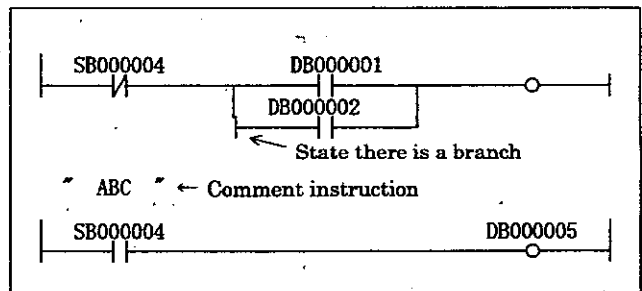 SB000004 DB000001
DB000002
State there is a branch
" ABC " ← Comment instruction
SB000004 DB000005